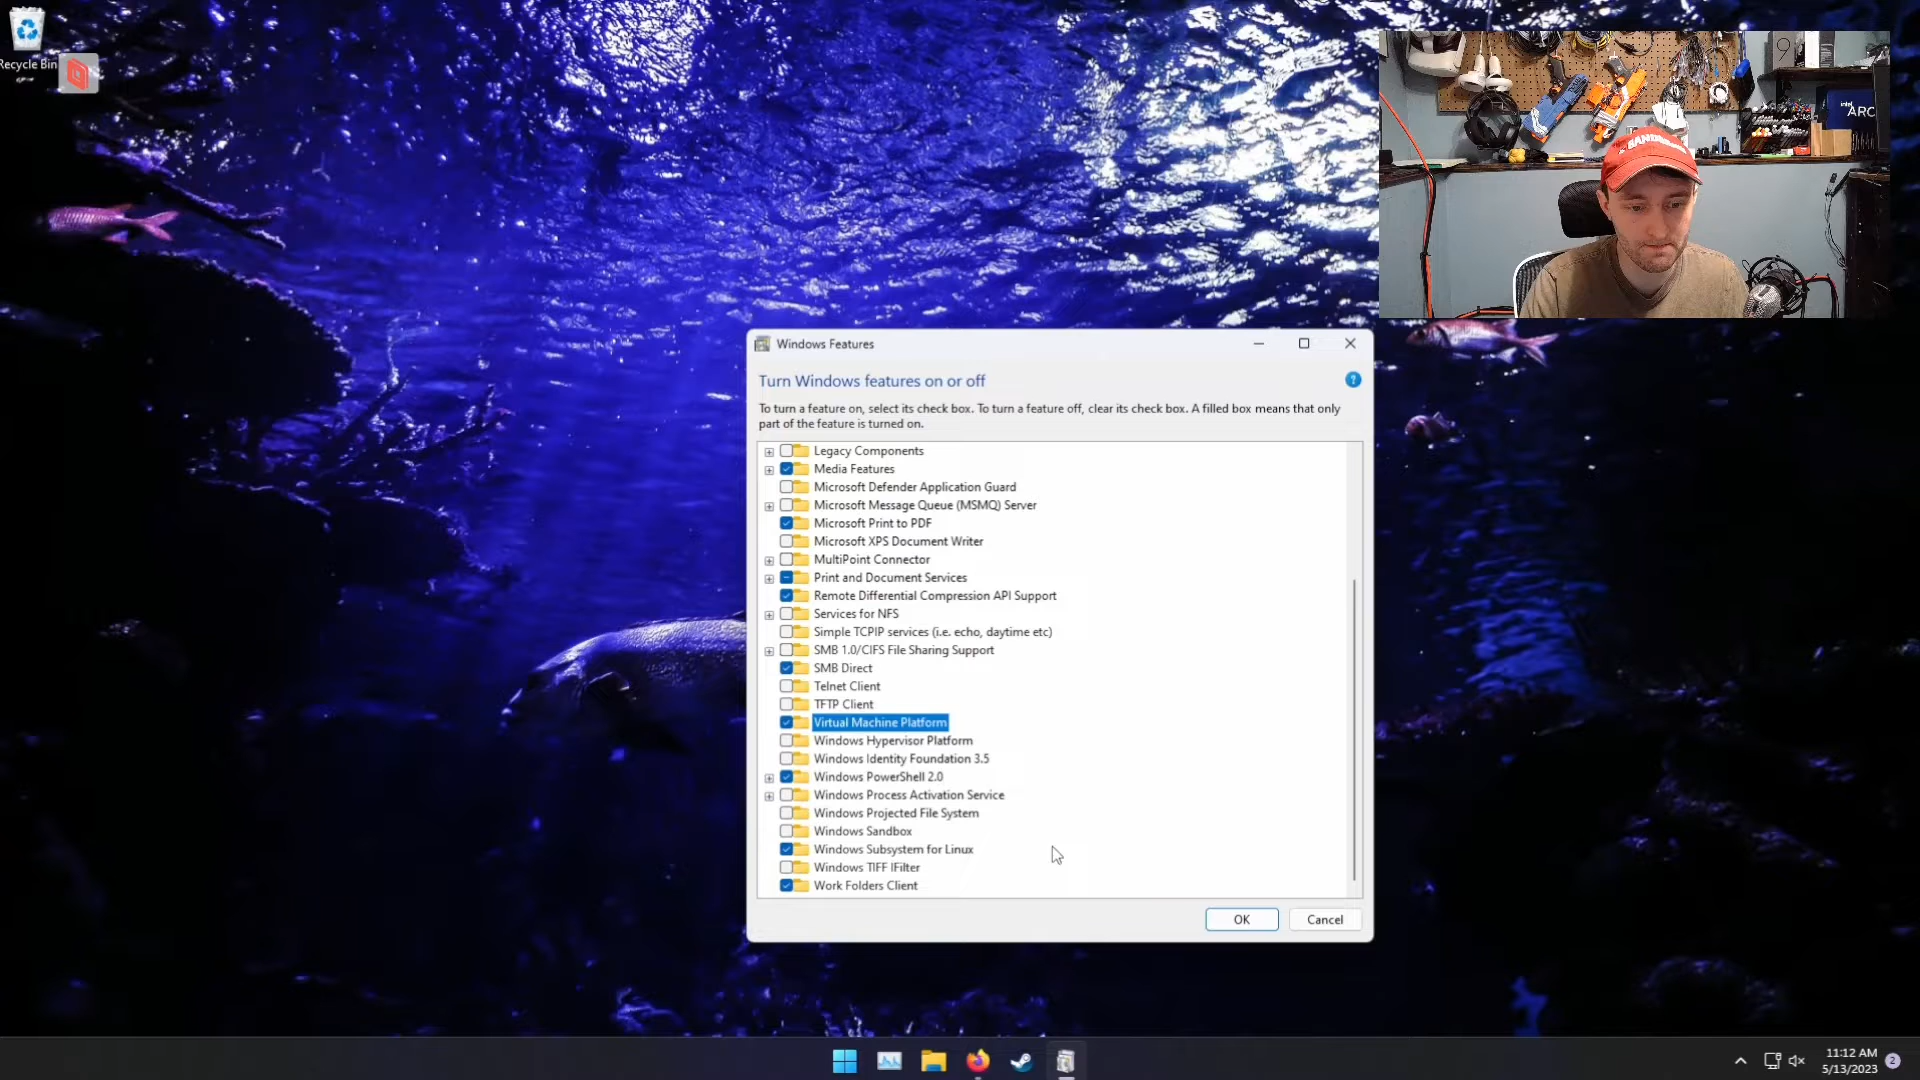 Recycle Bin
9
intel
ARC
Windows Features
Turn Windows features on or off
?
To turn a feature on, select its check box. To turn a feature off, clear its check box. A filled box means that only
part of the feature is turned on.
Legacy Components
Media Features
Microsoft Defender Application Guard
Microsoft Message Queue (MSMQ) Server
Microsoft Print to PDF
Microsoft XPS Document Writer
MultiPoint Connector
Print and Document Services
Remote Differential Compression API Support
Services for NFS
Simple TCPIP services (i.e. echo, daytime etc)
SMB 1.0/CIFS File Sharing Support
SMB Direct
Telnet Client
TFTP Client
Virtual Machine Platform
Windows Hypervisor Platform
Windows Identity Foundation 3.5
Windows PowerShell 2.0
Windows Process Activation Service
Windows Projected File System
Windows Sandbox
Windows Subsystem for Linux
Windows TIFF IFilter
Work Folders Client
OK
Cancel
11:12 AM
5/13/2023
2